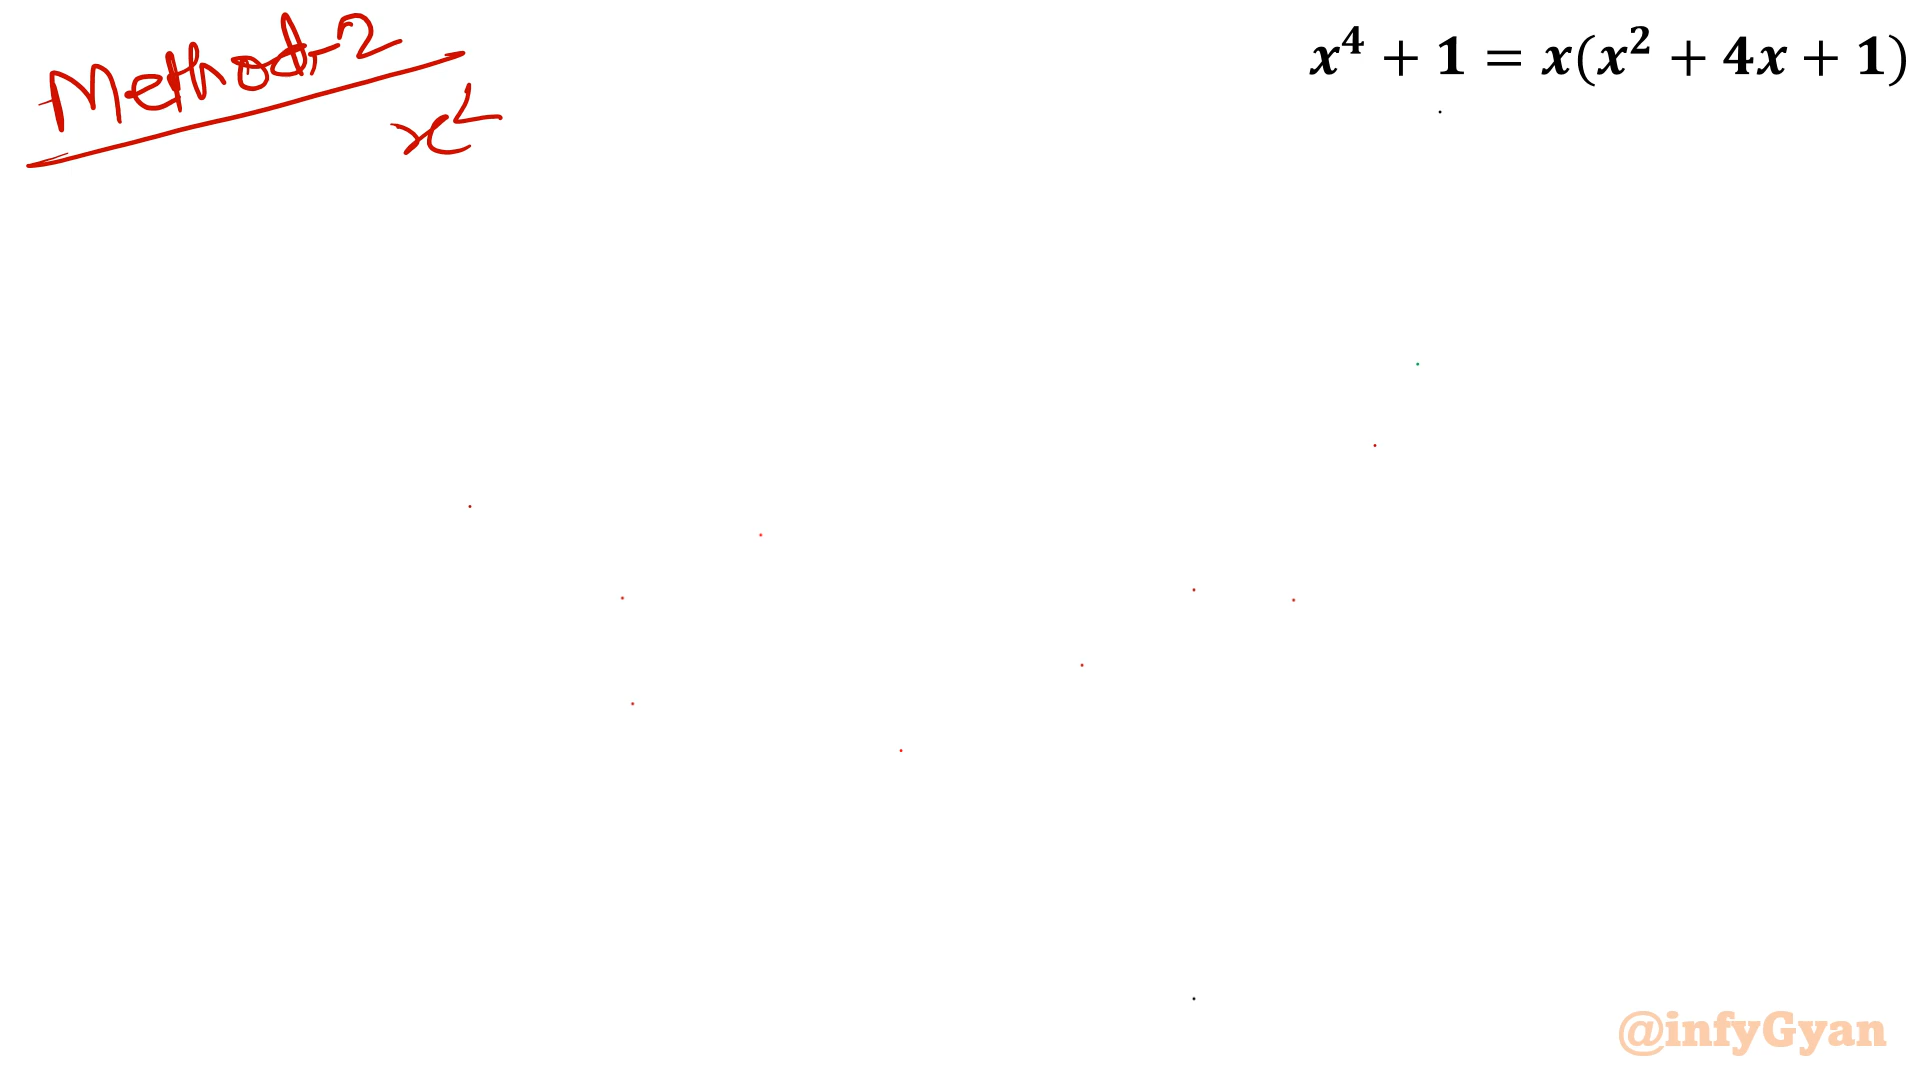 Method-2
x⁴ + 1 = x(x² + 4x + 1)
x²
@infyGyan